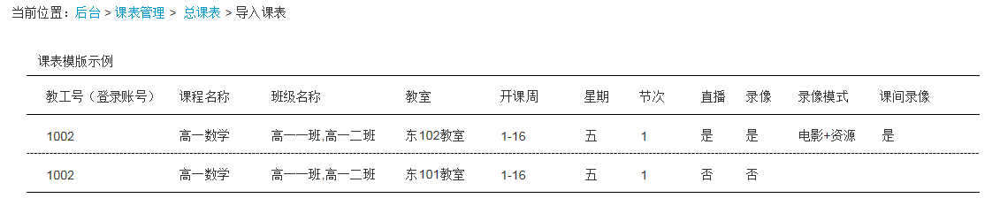 当前位置：后台 > 课表管理 > 总课表 > 导入课表
课表模版示例
教工号（登录账号） 课程名称 班级名称 教室 开课周 星期 节次 直播 录像 录像模式 课间录像
1002 高一数学 高一一班,高一二班 东102教室 1-16 五 1 是 是 电影+资源 是
1002 高一数学 高一一班,高一二班 东101教室 1-16 五 1 否 否